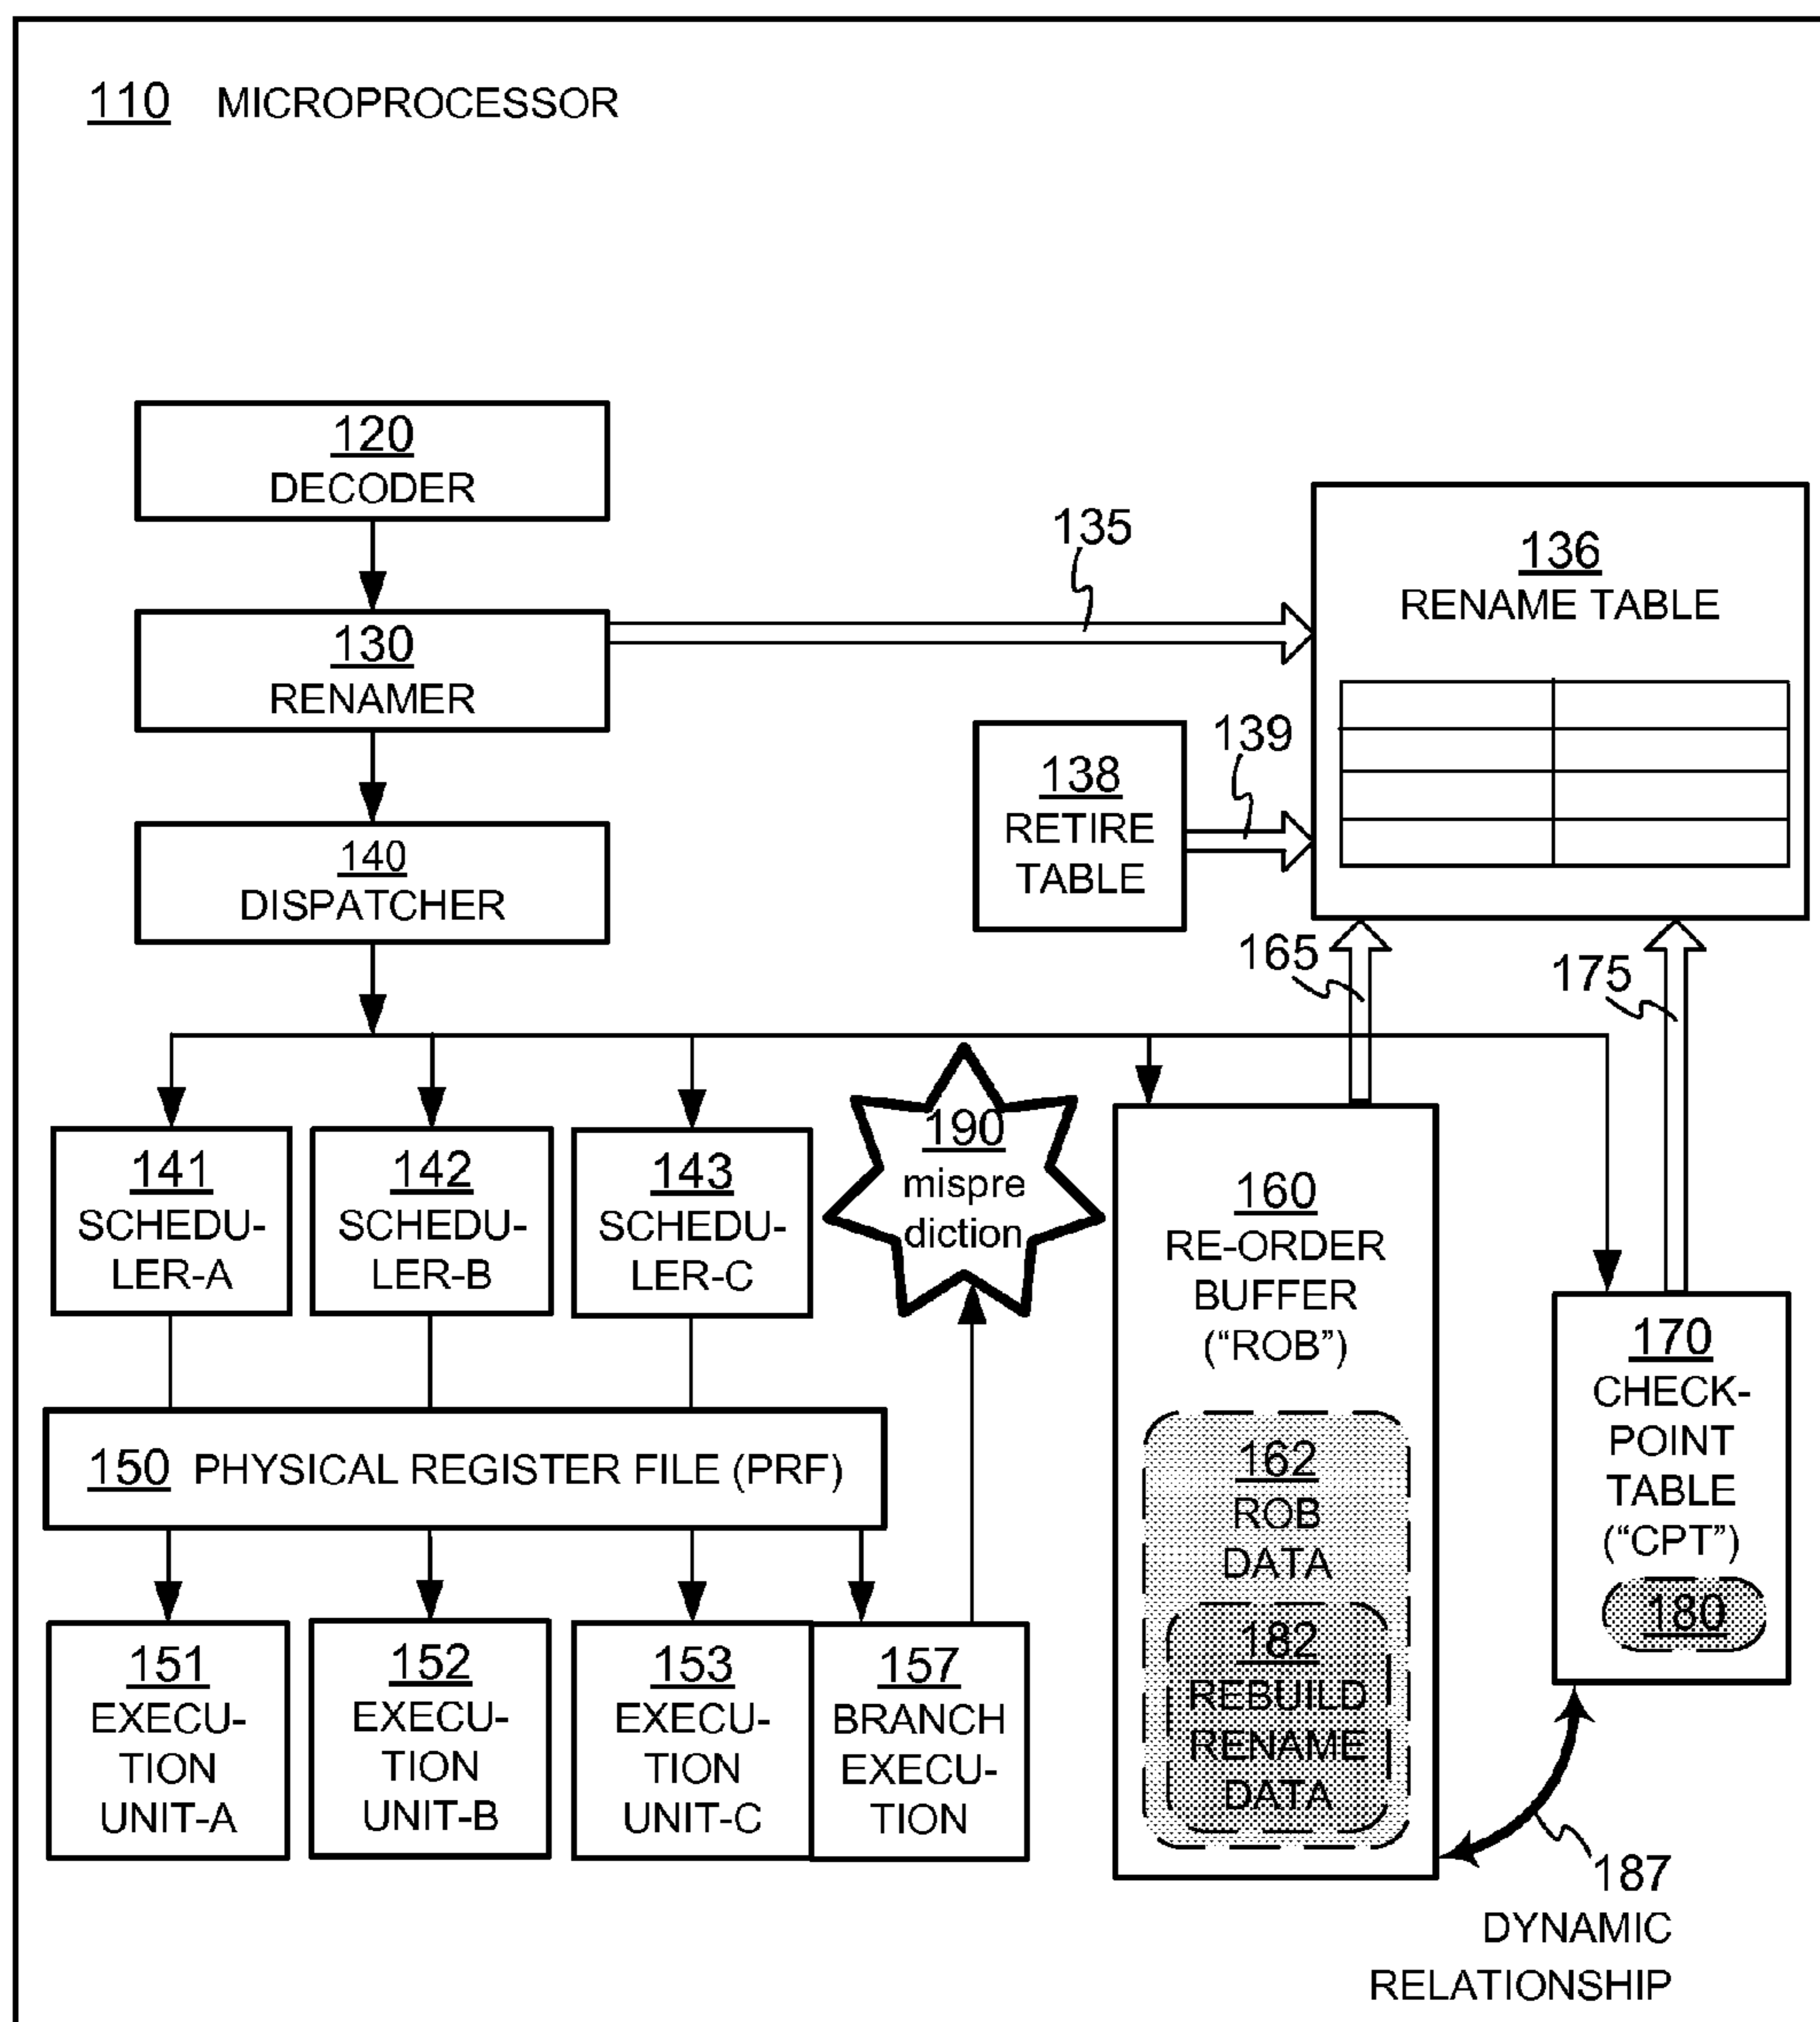 110 MICROPROCESSOR
120
DECODER
135
136
RENAME TABLE
130
RENAMER
139
138
RETIRE
TABLE
140
DISPATCHER
165
175
141
SCHEDU-
LER-A
142
SCHEDU-
LER-B
143
SCHEDU-
LER-C
190
mispre
diction
160
RE-ORDER
BUFFER
("ROB")
170
CHECK-
POINT
TABLE
("CPT")
180
150 PHYSICAL REGISTER FILE (PRF)
162
ROB
DATA
182
REBUILD
RENAME
DATA
151
EXECU-
TION
UNIT-A
152
EXECU-
TION
UNIT-B
153
EXECU-
TION
UNIT-C
157
BRANCH
EXECU-
TION
187
DYNAMIC
RELATIONSHIP